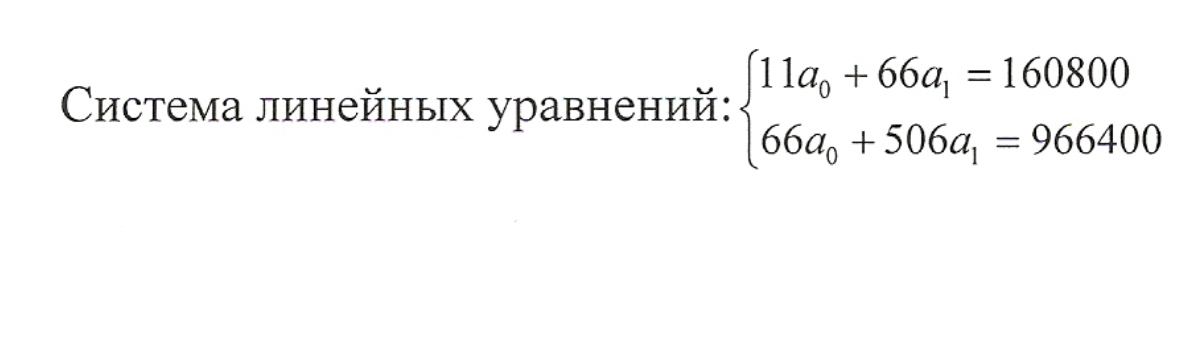 Система линейных уравнений: {11a₀ + 66a₁ = 160800
66a₀ + 506a₁ = 966400